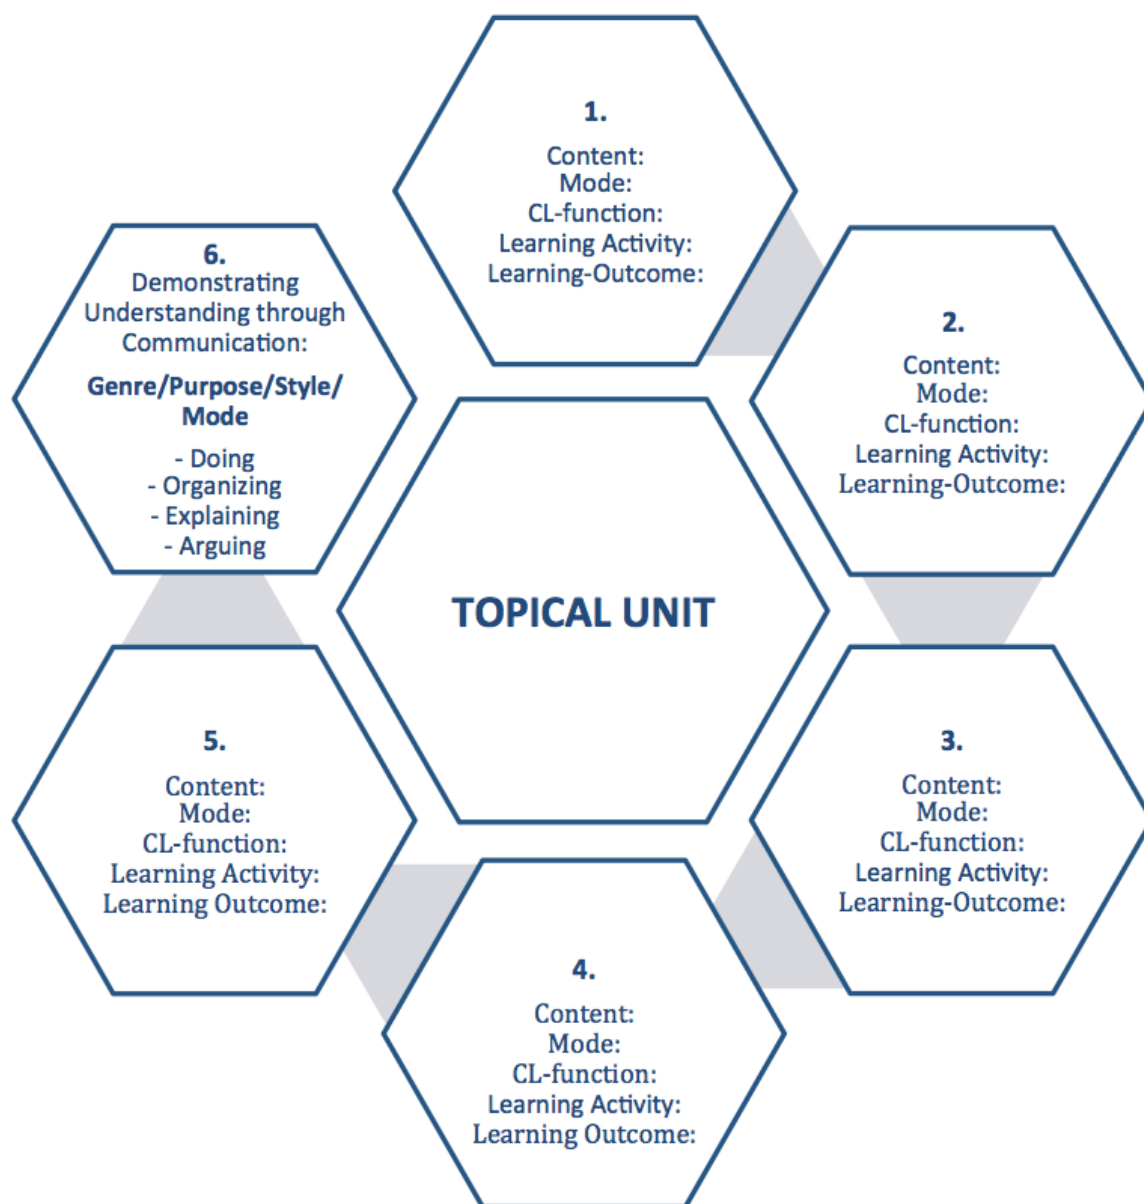 1.
Content:
Mode:
CL-function:
Learning Activity:
Learning-Outcome:
2.
Content:
Mode:
CL-function:
Learning Activity:
Learning-Outcome:
3.
Content:
Mode:
CL-function:
Learning Activity:
Learning-Outcome:
4.
Content:
Mode:
CL-function:
Learning Activity:
Learning Outcome:
5.
Content:
Mode:
CL-function:
Learning Activity:
Learning Outcome:
6.
Demonstrating
Understanding through
Communication:
Genre/Purpose/Style/
Mode
- Doing
- Organizing
- Explaining
- Arguing
TOPICAL UNIT